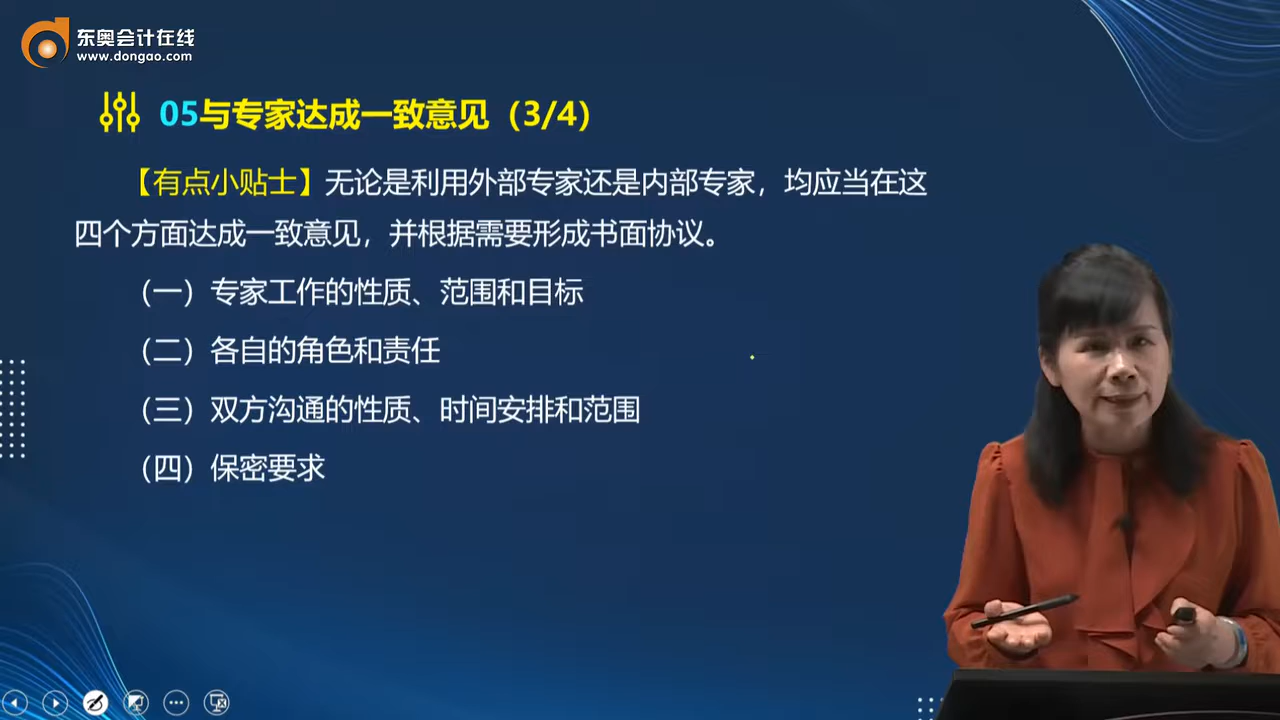 东奥会计在线
www.dongao.com
05与专家达成一致意见（3/4）
【有点小贴士】无论是利用外部专家还是内部专家，均应当在这
四个方面达成一致意见，并根据需要形成书面协议。
（一）专家工作的性质、范围和目标
（二）各自的角色和责任
（三）双方沟通的性质、时间安排和范围
（四）保密要求